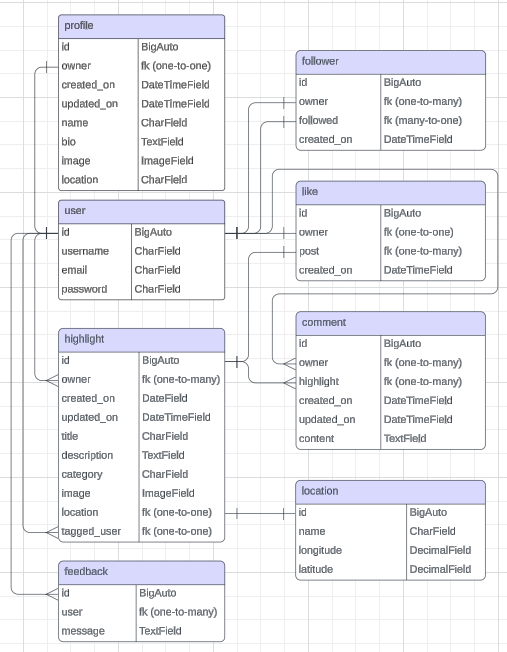 profile
id BigAuto
owner fk (one-to-one)
created_on DateTimeField
updated_on DateTimeField
name CharField
bio TextField
image ImageField
location CharField
user
id BigAuto
username CharField
email CharField
password CharField
highlight
id BigAuto
owner fk (one-to-many)
created_on DateField
updated_on DateTimeField
title CharField
description TextField
category CharField
image ImageField
location fk (one-to-one)
tagged_user fk (one-to-one)
feedback
id BigAuto
user fk (one-to-many)
message TextField
follower
id BigAuto
owner fk (one-to-many)
followed fk (many-to-one)
created_on DateTimeField
like
id BigAuto
owner fk (one-to-one)
post fk (one-to-many)
created_on DateTimeField
comment
id BigAuto
owner fk (one-to-many)
highlight fk (one-to-many)
created_on DateTimeField
updated_on DateTimeField
content TextField
location
id BigAuto
name CharField
longitude DecimalField
latitude DecimalField